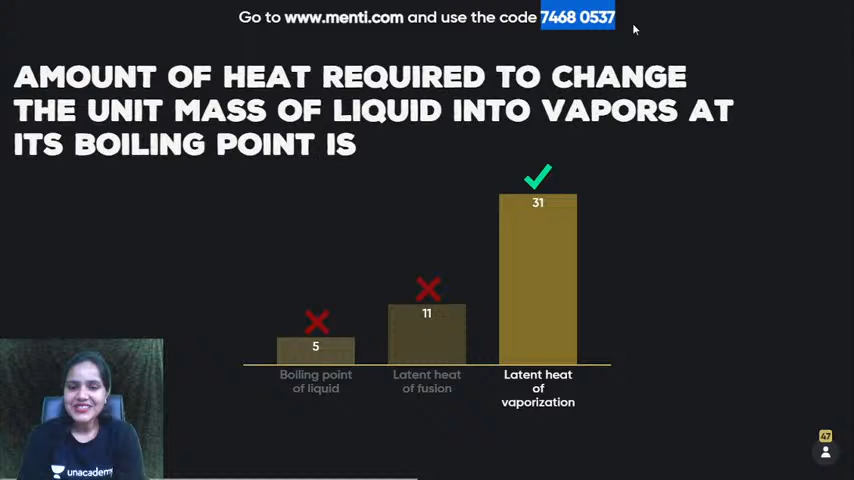 Go to www.menti.com and use the code 7468 0537
AMOUNT OF HEAT REQUIRED TO CHANGE
THE UNIT MASS OF LIQUID INTO VAPORS AT
ITS BOILING POINT IS
31
11
5
Boiling point
of liquid
Latent heat
of fusion
Latent heat
of
vaporization
47
unacademy